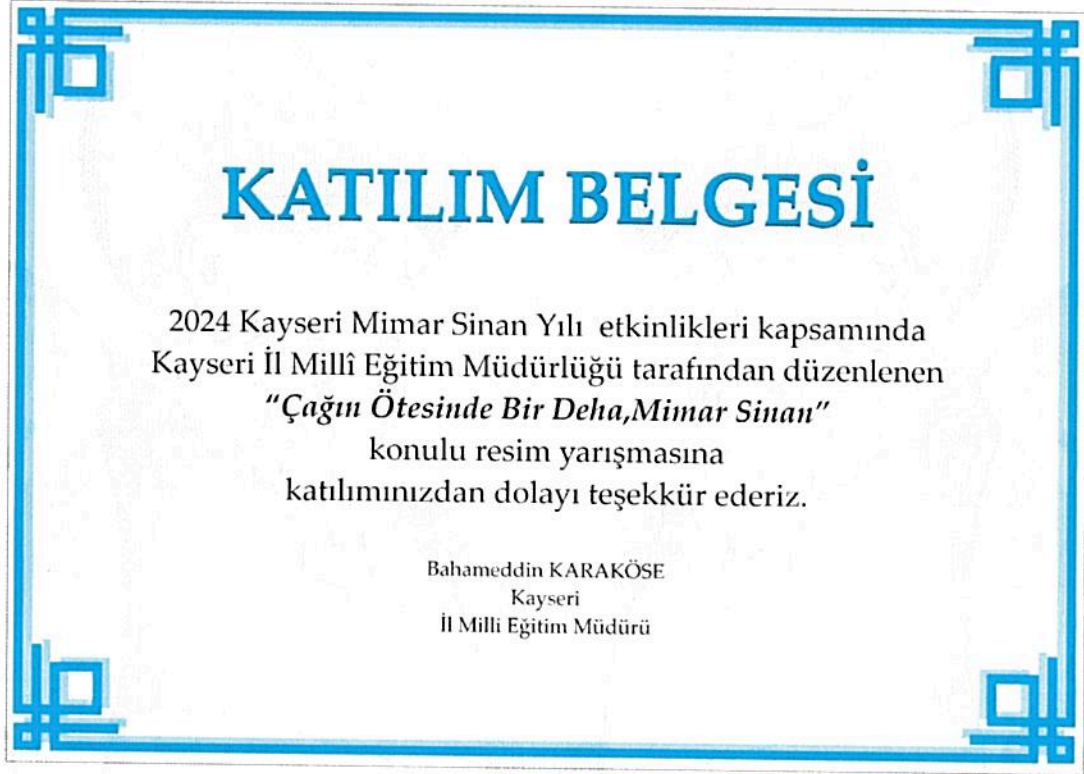 KATILIM BELGESİ
2024 Kayseri Mimar Sinan Yılı etkinlikleri kapsamında
Kayseri İl Millî Eğitim Müdürlüğü tarafından düzenlenen
“Çağın Ötesinde Bir Deha,Mimar Sinan”
konulu resim yarışmasına
katılımınızdan dolayı teşekkür ederiz.
Bahameddin KARAKÖSE
Kayseri
İl Milli Eğitim Müdürü